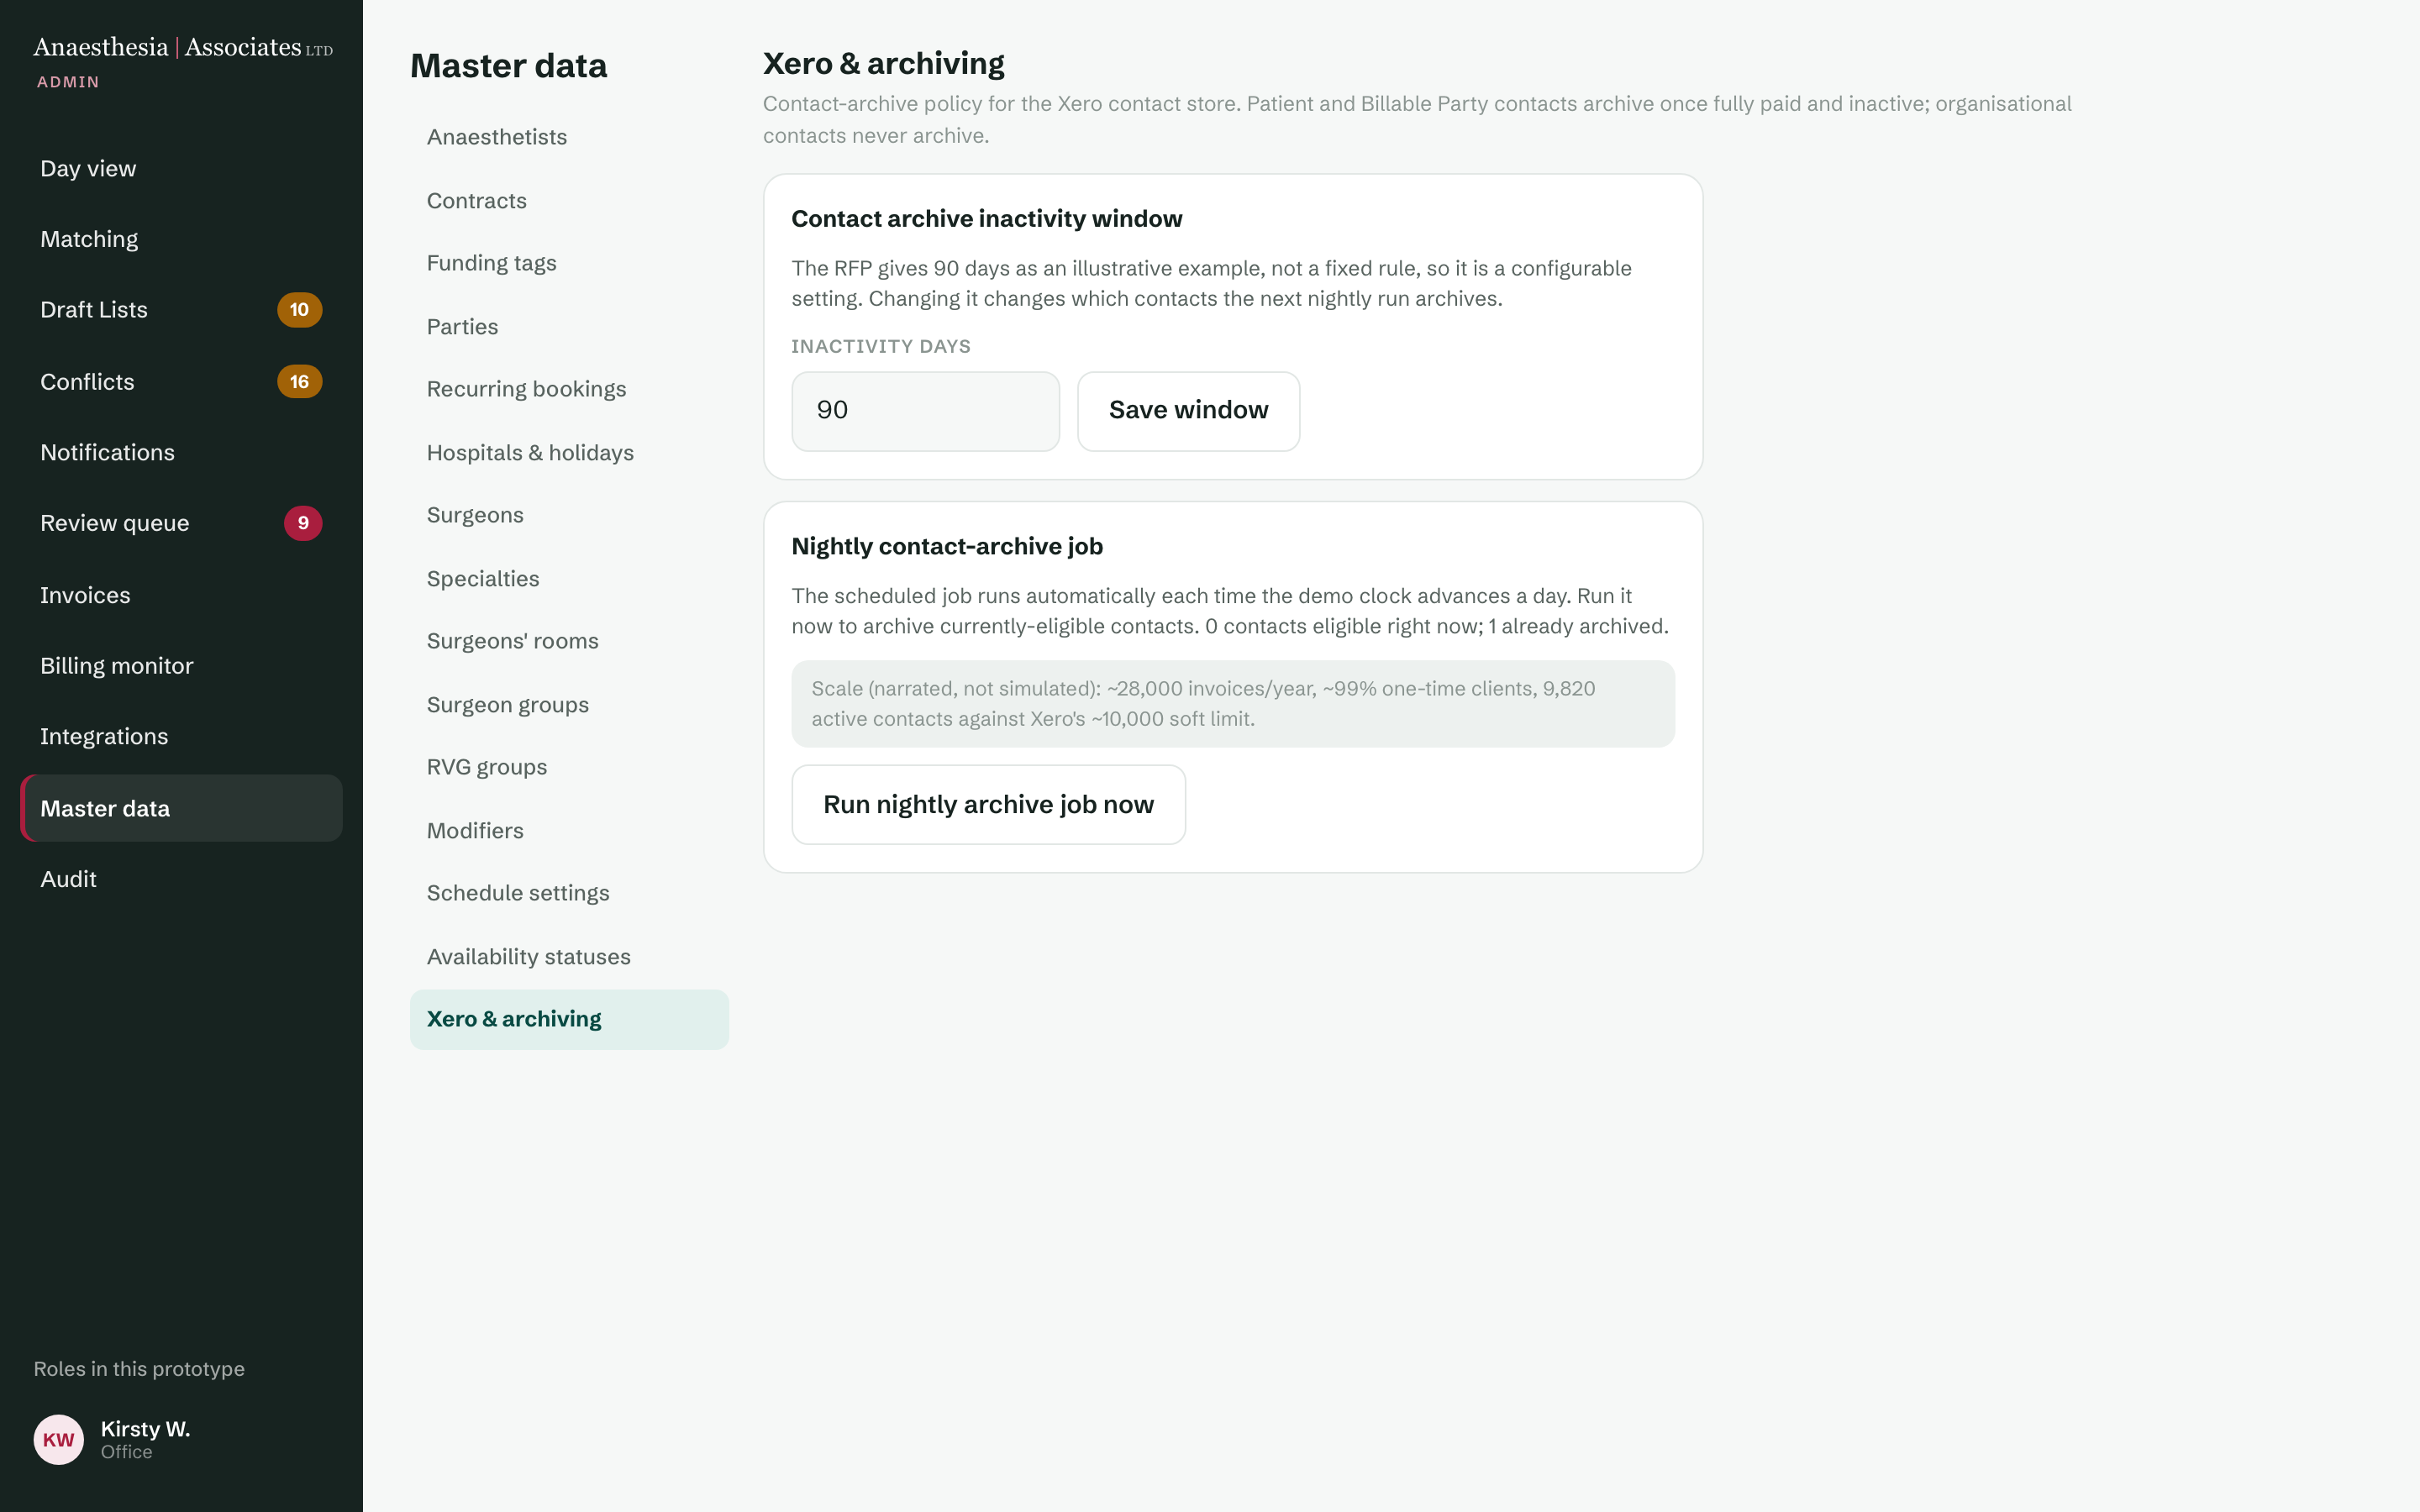 Anaesthesia | Associates LTD
ADMIN
Day view
Matching
Draft Lists 10
Conflicts 16
Notifications
Review queue 9
Invoices
Billing monitor
Integrations
Master data
Audit
Roles in this prototype
KW
Kirsty W.
Office
Master data
Anaesthetists
Contracts
Funding tags
Parties
Recurring bookings
Hospitals & holidays
Surgeons
Specialties
Surgeons' rooms
Surgeon groups
RVG groups
Modifiers
Schedule settings
Availability statuses
Xero & archiving
Xero & archiving
Contact-archive policy for the Xero contact store. Patient and Billable Party contacts archive once fully paid and inactive; organisational
contacts never archive.
Contact archive inactivity window
The RFP gives 90 days as an illustrative example, not a fixed rule, so it is a configurable
setting. Changing it changes which contacts the next nightly run archives.
INACTIVITY DAYS
90
Save window
Nightly contact-archive job
The scheduled job runs automatically each time the demo clock advances a day. Run it
now to archive currently-eligible contacts. 0 contacts eligible right now; 1 already archived.
Scale (narrated, not simulated): ~28,000 invoices/year, ~99% one-time clients, 9,820
active contacts against Xero's ~10,000 soft limit.
Run nightly archive job now